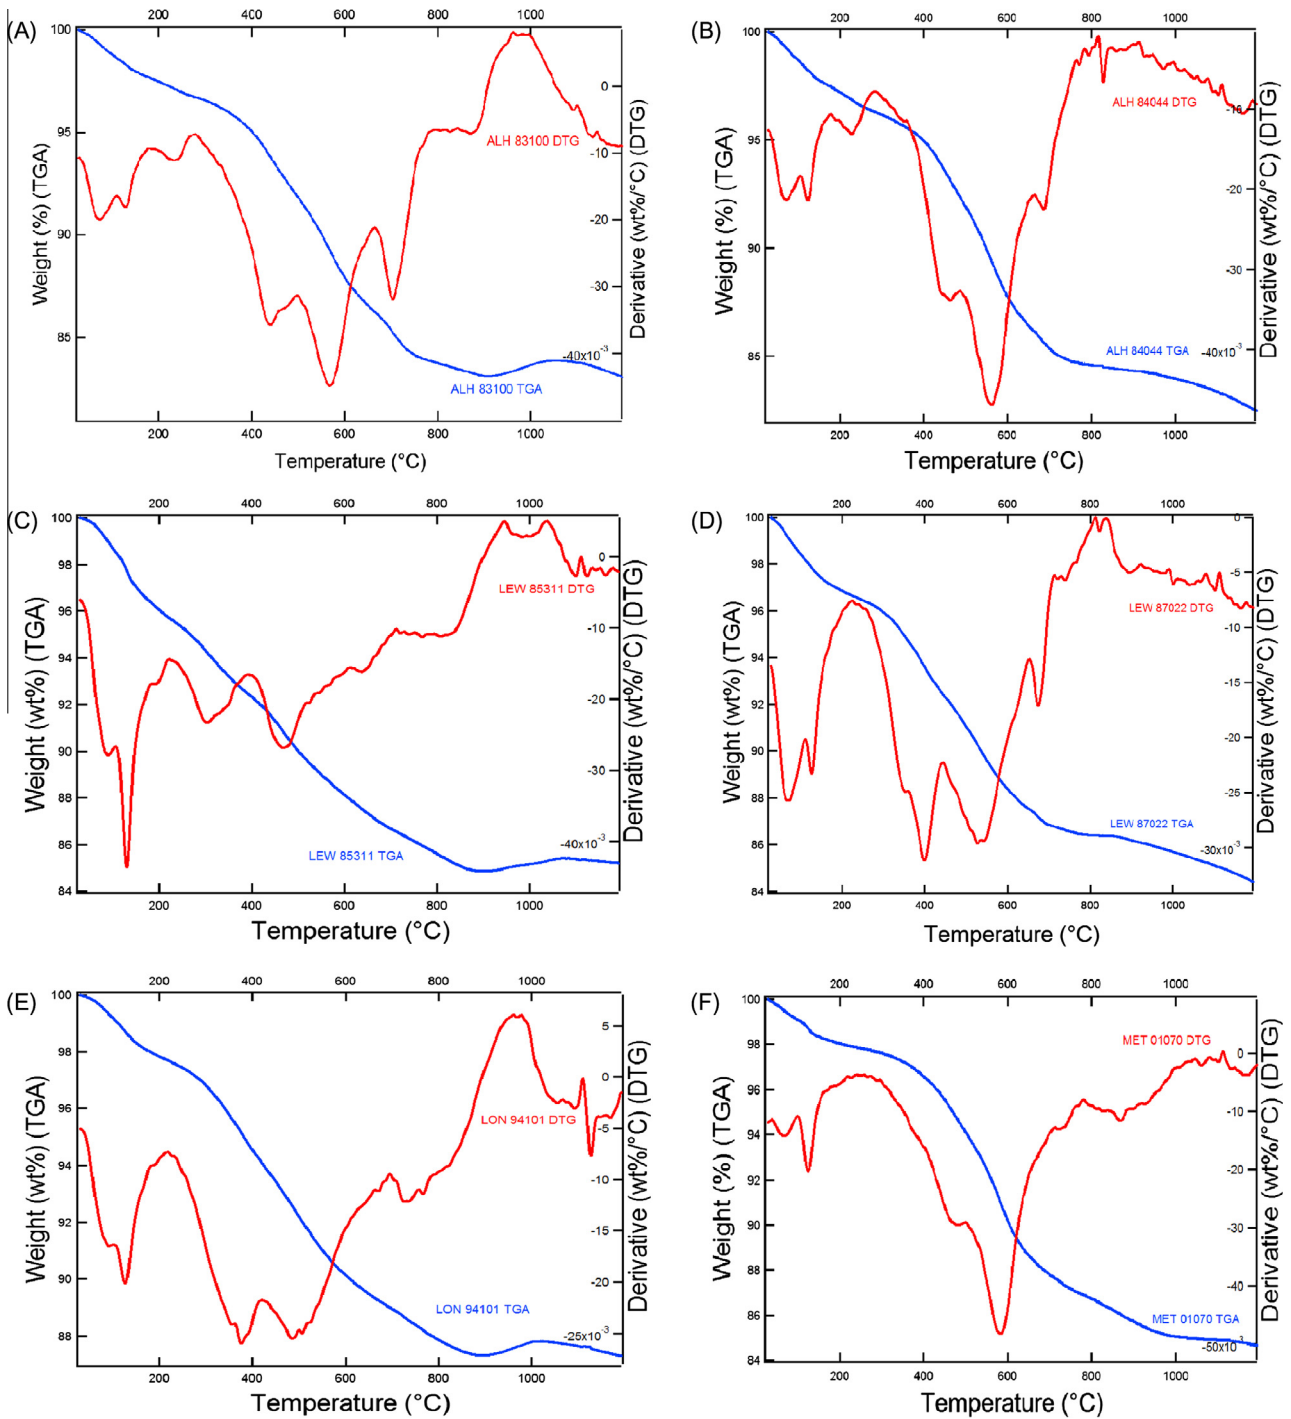 (A)
200 400 600 800 1000
100
95
90
85
Weight (%) (TGA)
0
-10
-20
-30
-40x10-3
Derivative (wt%/°C) (DTG)
ALH 83100 DTG
ALH 83100 TGA
200 400 600 800 1000
Temperature (°C)
(B)
200 400 600 800 1000
100
95
90
85
Weight (%) (TGA)
-20
-30
-40x10-3
Derivative (wt%/°C) (DTG)
ALH 84044 DTG
ALH 84044 TGA
200 400 600 800 1000
Temperature (°C)
(C)
200 400 600 800 1000
100
98
96
94
92
90
88
86
84
Weight (wt%) (TGA)
0
-10
-20
-30
-40x10-3
Derivative (wt%/°C) (DTG)
LEW 85311 DTG
LEW 85311 TGA
200 400 600 800 1000
Temperature (°C)
(D)
200 400 600 800 1000
100
98
96
94
92
90
88
86
84
Weight (wt%) (TGA)
0
-5
-10
-15
-20
-25
-30x10-3
Derivative (wt%/°C) (DTG)
LEW 87022 DTG
LEW 87022 TGA
200 400 600 800 1000
Temperature (°C)
(E)
200 400 600 800 1000
100
98
96
94
92
90
88
Weight (wt%) (TGA)
5
0
-5
-10
-15
-20
-25x10-3
Derivative (wt%/°C) (DTG)
LON 94101 DTG
LON 94101 TGA
200 400 600 800 1000
Temperature (°C)
(F)
200 400 600 800 1000
100
98
96
94
92
90
88
86
84
Weight (%) (TGA)
0
-10
-20
-30
-40
-50x10-3
Derivative (wt%/°C) (DTG)
MET 01070 DTG
MET 01070 TGA
200 400 600 800 1000
Temperature (°C)